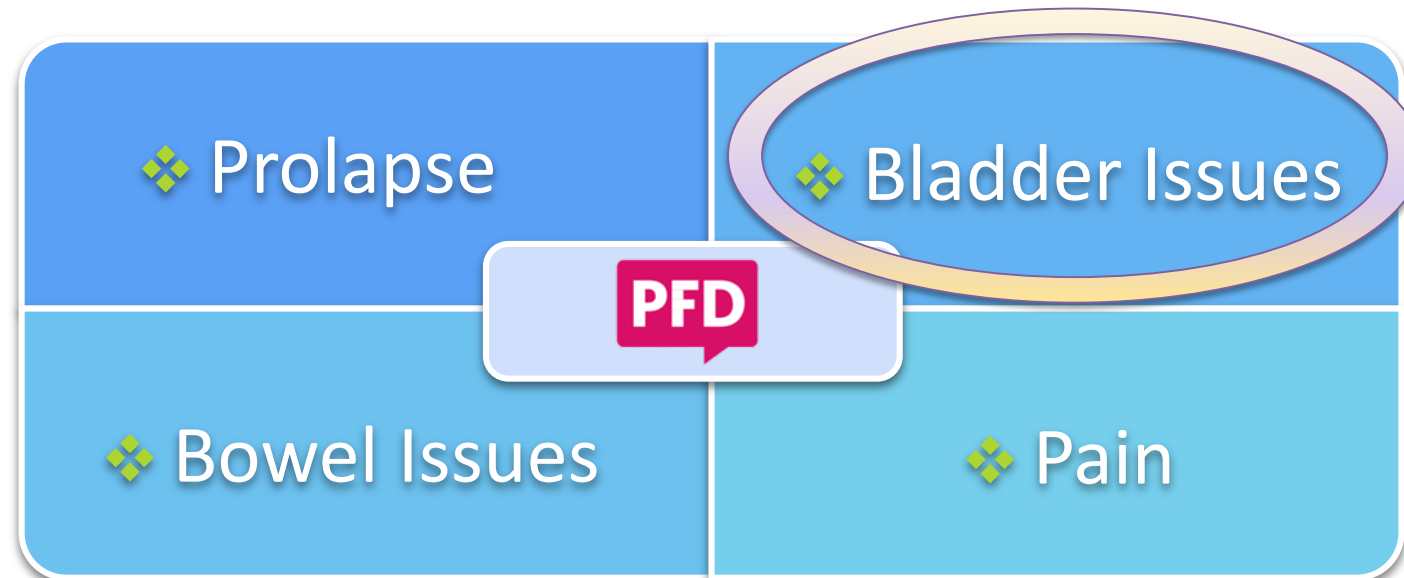 Prolapse
Bladder Issues
PFD
Bowel Issues
Pain